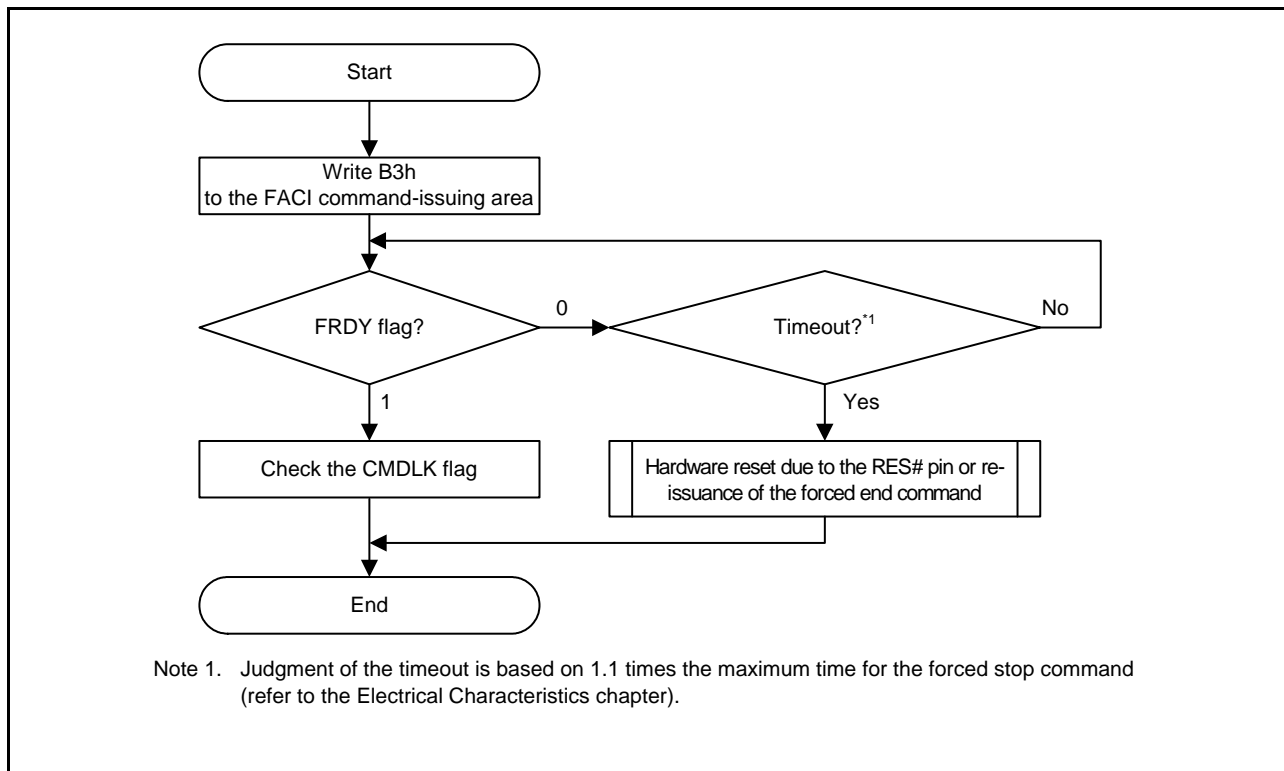 Start
Write B3h
to the FACI command-issuing area
FRDY flag?
0
Timeout?*1
No
1
Yes
Check the CMDLK flag
Hardware reset due to the RES# pin or re-
issuance of the forced end command
End
Note 1. Judgment of the timeout is based on 1.1 times the maximum time for the forced stop command
(refer to the Electrical Characteristics chapter).